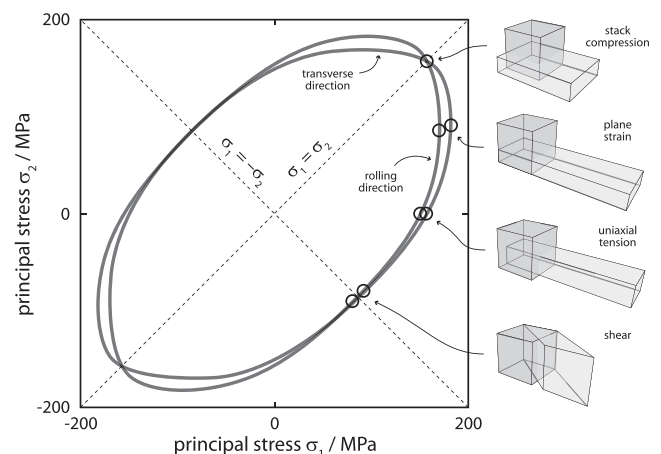 200
0
-200
-200
0
200
principal stress σ₂ / MPa
principal stress σ₁ / MPa
transverse
direction
σ₁ = -σ₂
σ₁ = σ₂
rolling
direction
stack
compression
plane
strain
uniaxial
tension
shear